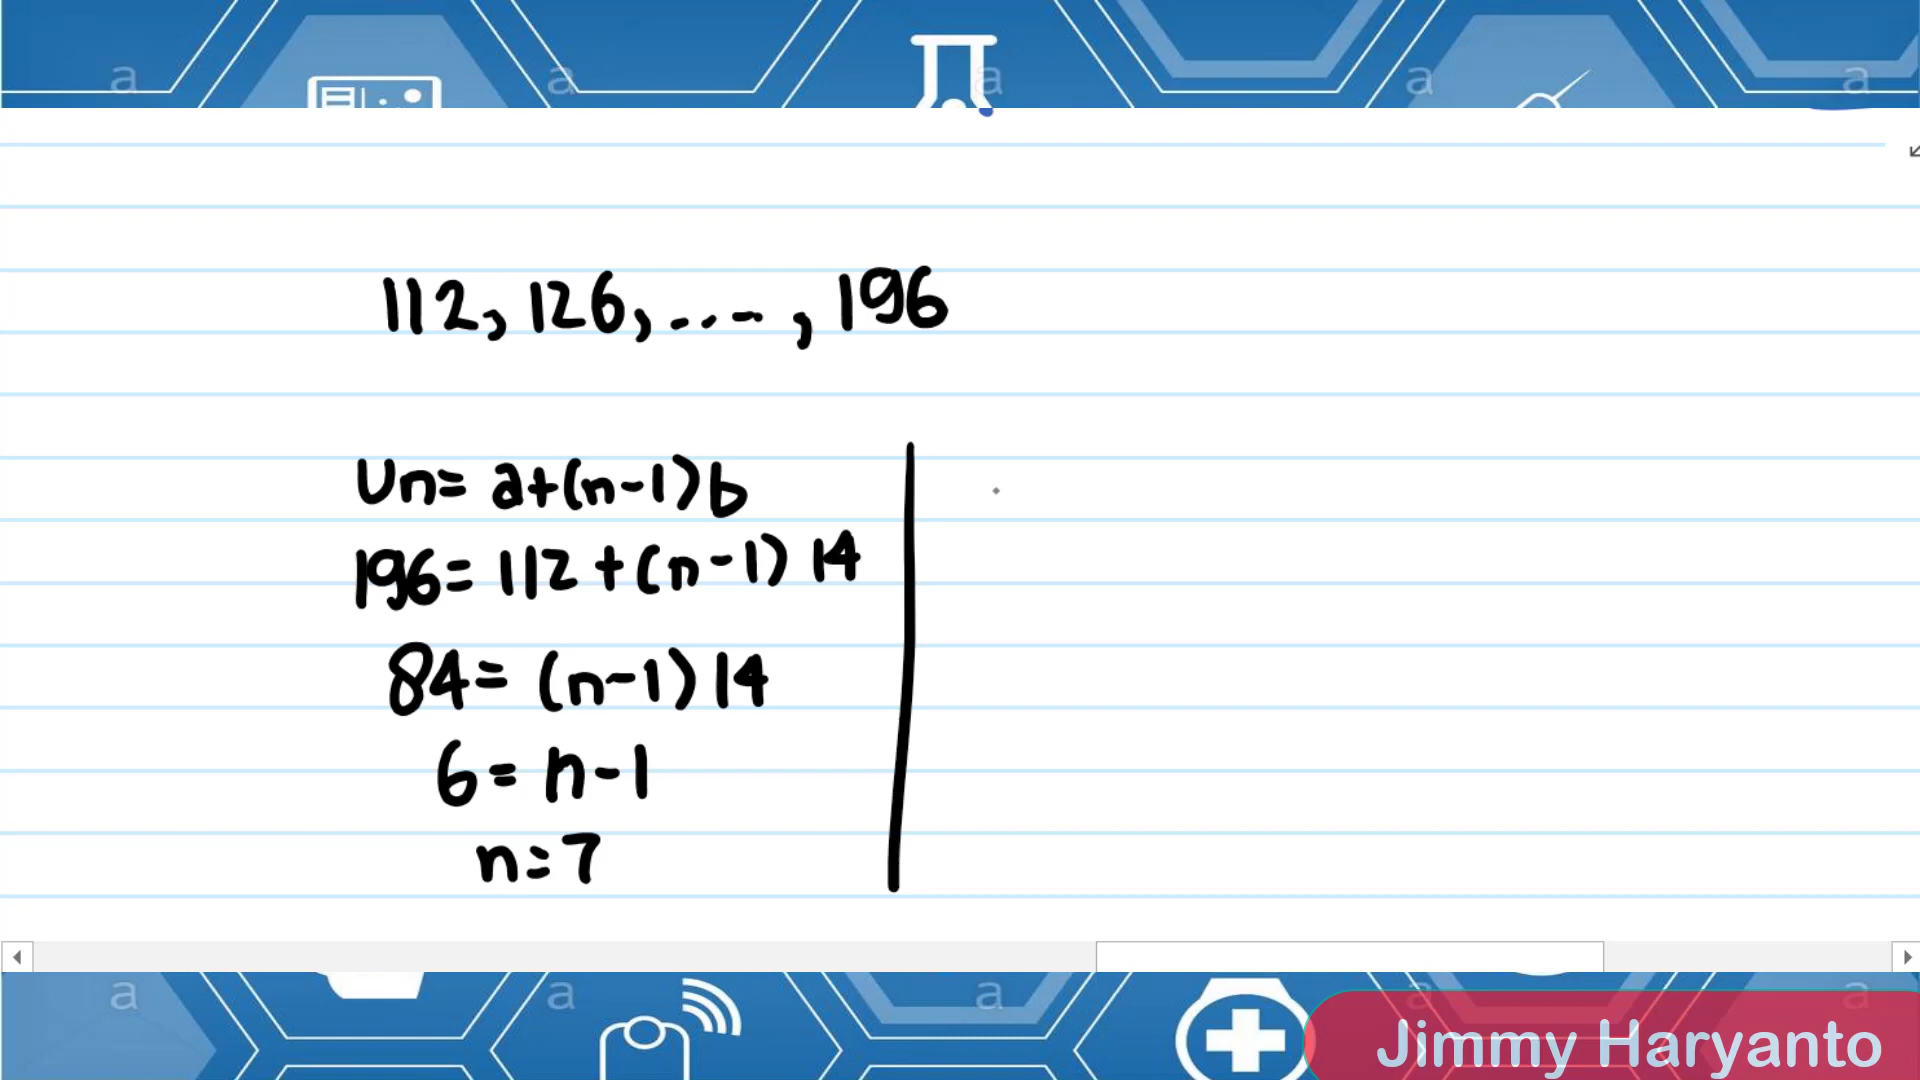 a a a a a
112, 126, ...., 196
Un= a+(n-1)b
196= 112 + (n-1) 14
84= (n-1) 14
6= n-1
n=7
a a a a a
Jimmy Haryanto